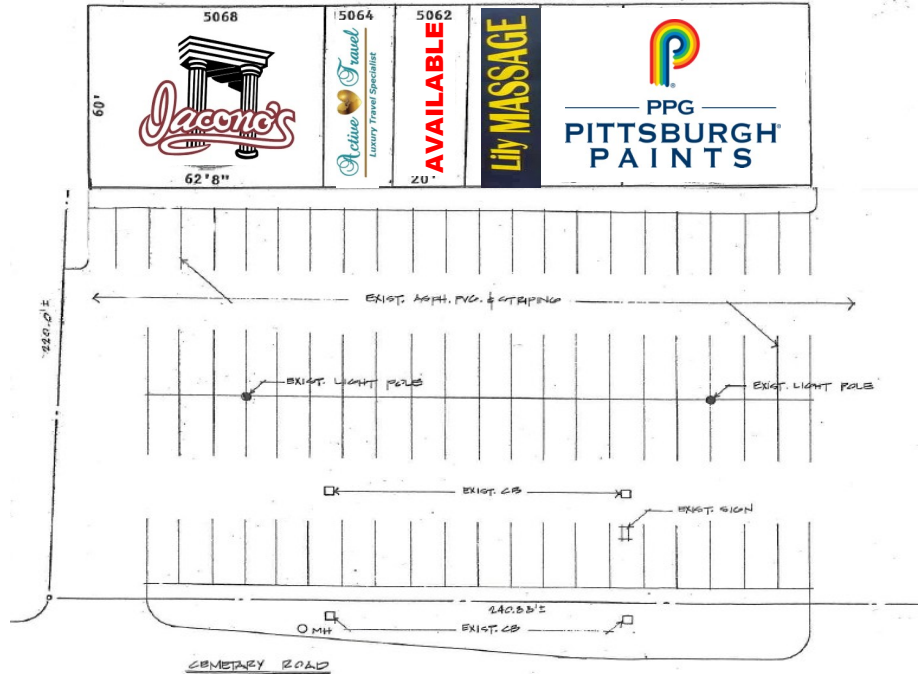 5068
5064
5062
60'
Jacono's
Active Travel
Luxury Travel Specialist
AVAILABLE
Lily MASSAGE
PPG
PITTSBURGH®
PAINTS
62'8"
20'
220.0'±
EXIST. ASPH. PVG. & STRIPING
EXIST. LIGHT POLE
EXIST. LIGHT POLE
EXIST. CB
EXIST. SIGN
240.33'±
MH
EXIST. CB
CEMETARY ROAD